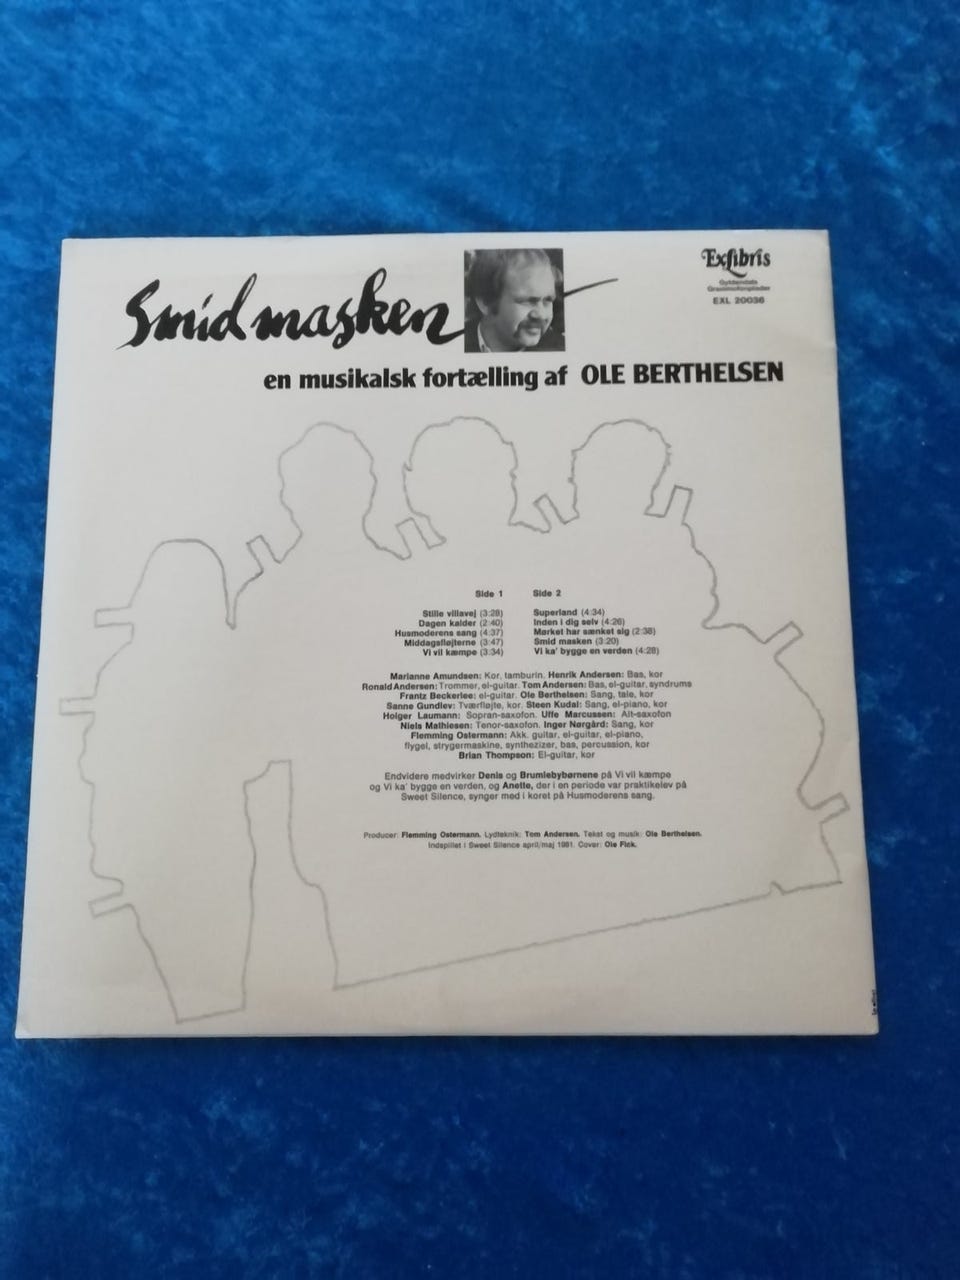 Smid masken
Exlibris
Gyldendals
Grammofonplader
EXL 20036
en musikalsk fortælling af OLE BERTHELSEN
Side 1
Stille villavej (3:28)
Dagen kalder (2:40)
Husmoderens sang (4:37)
Middagsfløjterne (3:47)
Vi vil kæmpe (3:34)
Side 2
Superland (4:34)
Inden i dig selv (4:26)
Mørket har sænket sig (2:38)
Smid masken (3:20)
Vi ka' bygge en verden (4:28)
Marianne Amundsen: Kor, tamburin. Henrik Andersen: Bas, kor
Ronald Andersen: Trommer, el-guitar. Tom Andersen: Bas, el-guitar, syndrums
Frantz Beckerlee: el-guitar. Ole Berthelsen: Sang, tale, kor
Sanne Gundlev: Tværfløjte, kor. Steen Kudal: Sang, el-piano, kor
Holger Laumann: Sopran-saxofon. Uffe Marcussen: Alt-saxofon
Niels Mathiesen: Tenor-saxofon. Inger Nørgård: Sang, kor
Flemming Ostermann: Akk. guitar, el-guitar, el-piano,
flygel, strygermaskine, synthezizer, bas, percussion, kor
Brian Thompson: El-guitar, kor
Endvidere medvirker Denis og Brumlebybørnene på Vi vil kæmpe
og Vi ka' bygge en verden, og Anette, der i en periode var praktikelev på
Sweet Silence, synger med i koret på Husmoderens sang.
Producer: Flemming Ostermann. Lydteknik: Tom Andersen. Tekst og musik: Ole Berthelsen.
Indspillet i Sweet Silence april/maj 1981. Cover: Ole Fick.